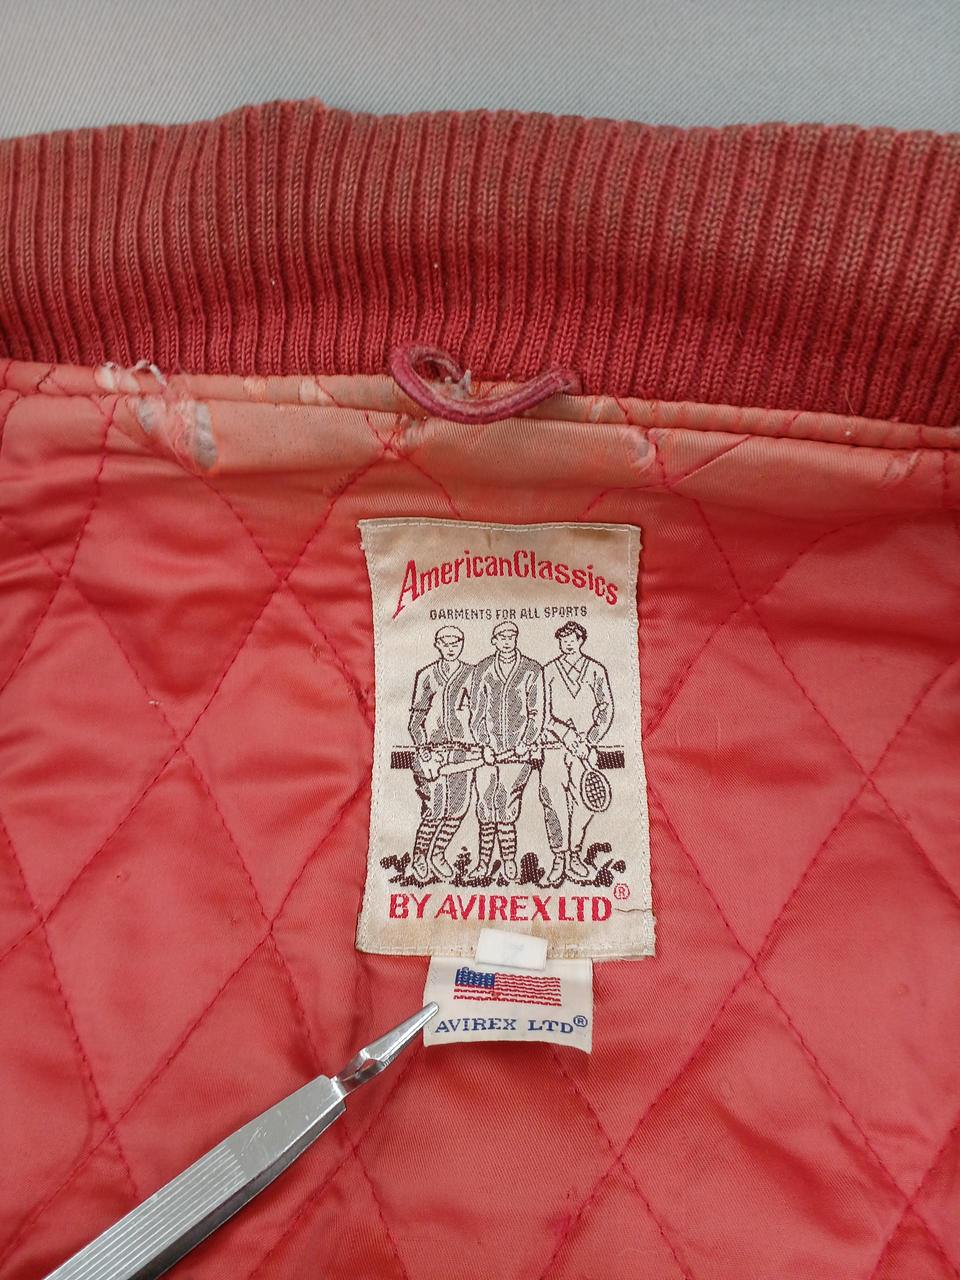 AmericanClassics
GARMENTS FOR ALL SPORTS
BY AVIREX LTD®
AVIREX LTD®